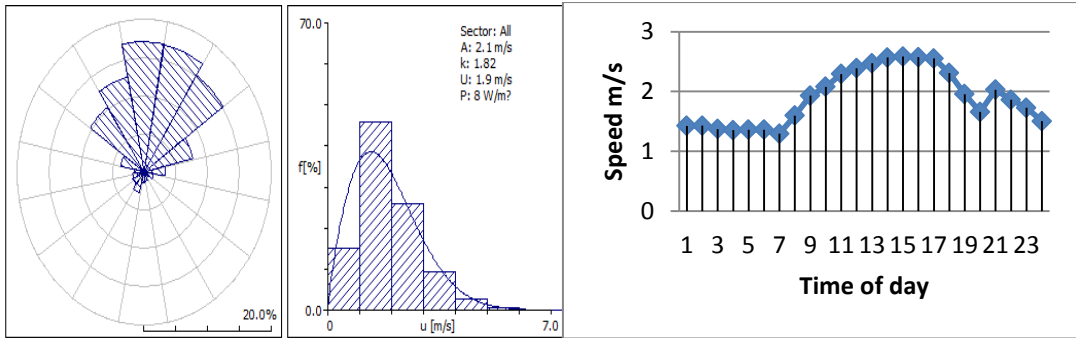 20.0%
70.0
Sector: All
A: 2.1 m/s
k: 1.82
U: 1.9 m/s
P: 8 W/m?
f[%]
0.0
0 u [m/s] 7.0
3
2
1
0
Speed m/s
1 3 5 7 9 11 13 15 17 19 21 23
Time of day